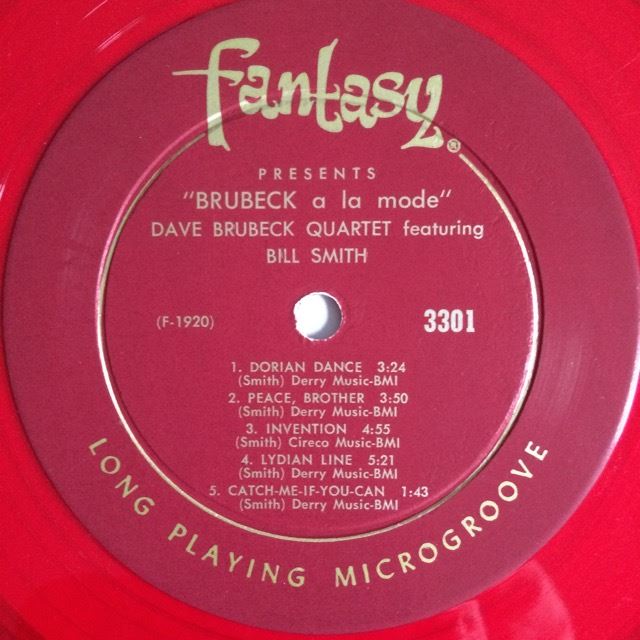 fantasy®
PRESENTS
"BRUBECK a la mode"
DAVE BRUBECK QUARTET featuring
BILL SMITH
(F-1920) 3301
1. DORIAN DANCE 3:24
(Smith) Derry Music-BMI
2. PEACE, BROTHER 3:50
(Smith) Derry Music-BMI
3. INVENTION 4:55
(Smith) Cireco Music-BMI
4. LYDIAN LINE 5:21
(Smith) Derry Music-BMI
5. CATCH-ME-IF-YOU-CAN 1:43
(Smith) Derry Music-BMI
LONG PLAYING MICROGROOVE